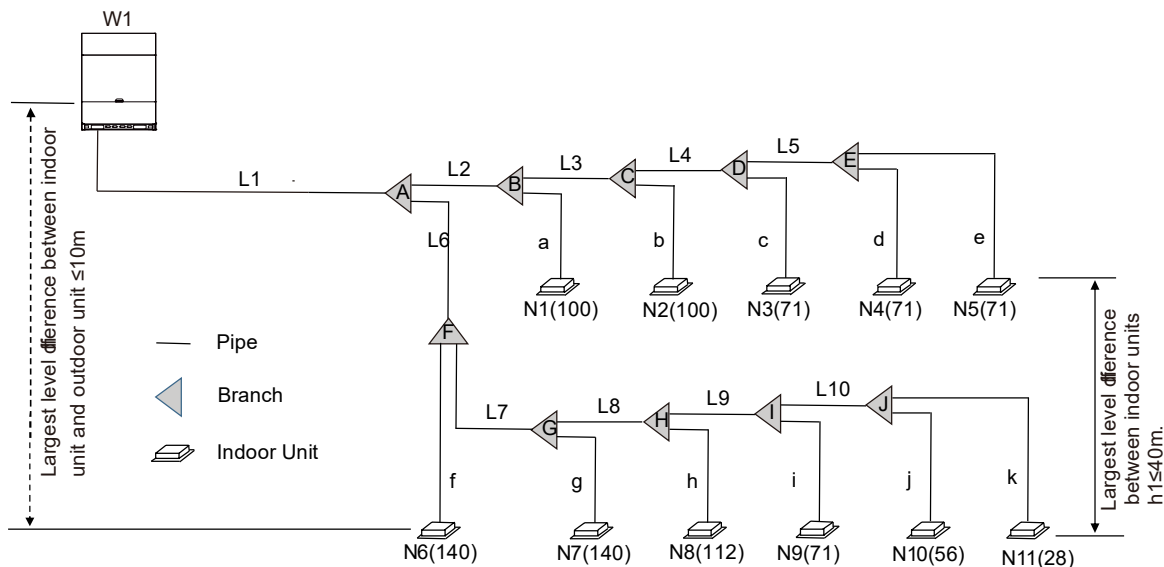 W1
L1
A
L2
B
L3
C
L4
D
L5
E
L6
a
b
c
d
e
N1(100)
N2(100)
N3(71)
N4(71)
N5(71)
Largest level difference between indoor
unit and outdoor unit ≤10m
Pipe
Branch
Indoor Unit
F
L7
G
L8
H
L9
I
L10
J
f
g
h
i
j
k
N6(140)
N7(140)
N8(112)
N9(71)
N10(56)
N11(28)
Largest level difference
between indoor units
h1≤40m.